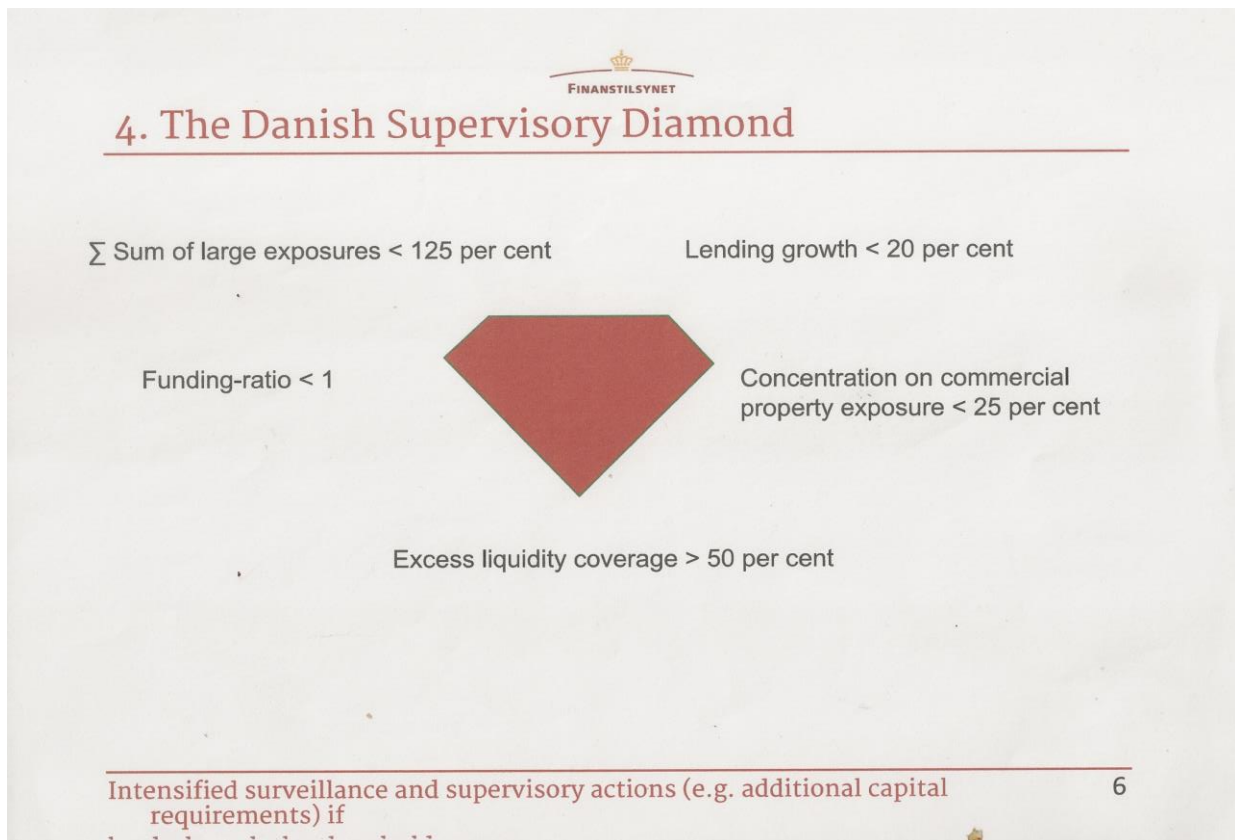 FINANSTILSYNET
4. The Danish Supervisory Diamond
∑ Sum of large exposures < 125 per cent
Lending growth < 20 per cent
Funding-ratio < 1
Concentration on commercial
property exposure < 25 per cent
Excess liquidity coverage > 50 per cent
Intensified surveillance and supervisory actions (e.g. additional capital
requirements) if
6